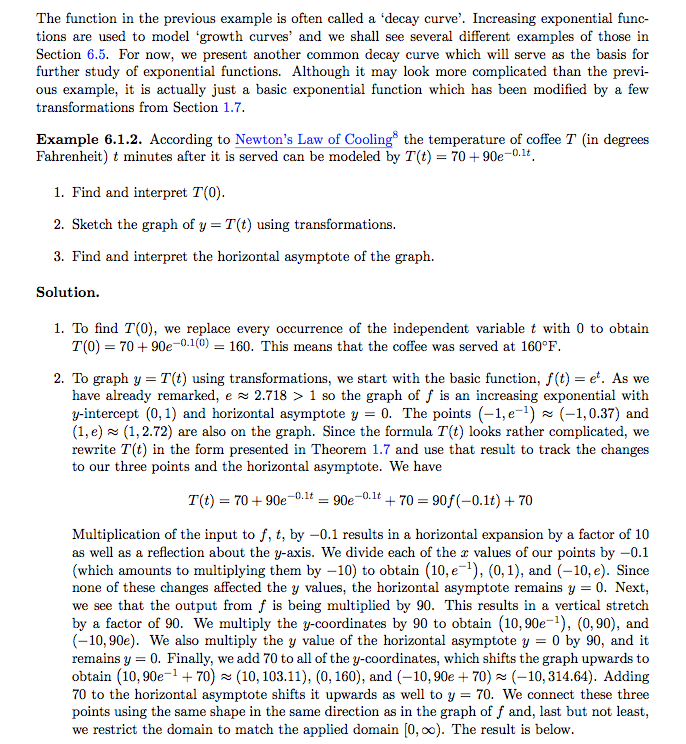 The function in the previous example is often called a ‘decay curve’. Increasing exponential func-
tions are used to model ‘growth curves’ and we shall see several different examples of those in
Section 6.5. For now, we present another common decay curve which will serve as the basis for
further study of exponential functions. Although it may look more complicated than the previ-
ous example, it is actually just a basic exponential function which has been modified by a few
transformations from Section 1.7.
Example 6.1.2. According to Newton’s Law of Cooling⁸ the temperature of coffee T (in degrees
Fahrenheit) t minutes after it is served can be modeled by T(t) = 70 + 90e^{−0.1t}.
1. Find and interpret T(0).
2. Sketch the graph of y = T(t) using transformations.
3. Find and interpret the horizontal asymptote of the graph.
Solution.
1. To find T(0), we replace every occurrence of the independent variable t with 0 to obtain
T(0) = 70 + 90e^{−0.1(0)} = 160. This means that the coffee was served at 160°F.
2. To graph y = T(t) using transformations, we start with the basic function, f(t) = e^t. As we
have already remarked, e ≈ 2.718 > 1 so the graph of f is an increasing exponential with
y-intercept (0, 1) and horizontal asymptote y = 0. The points (−1, e^{−1}) ≈ (−1, 0.37) and
(1, e) ≈ (1, 2.72) are also on the graph. Since the formula T(t) looks rather complicated, we
rewrite T(t) in the form presented in Theorem 1.7 and use that result to track the changes
to our three points and the horizontal asymptote. We have
T(t) = 70 + 90e^{−0.1t} = 90e^{−0.1t} + 70 = 90f(−0.1t) + 70
Multiplication of the input to f, t, by −0.1 results in a horizontal expansion by a factor of 10
as well as a reflection about the y-axis. We divide each of the x values of our points by −0.1
(which amounts to multiplying them by −10) to obtain (10, e^{−1}), (0, 1), and (−10, e). Since
none of these changes affected the y values, the horizontal asymptote remains y = 0. Next,
we see that the output from f is being multiplied by 90. This results in a vertical stretch
by a factor of 90. We multiply the y-coordinates by 90 to obtain (10, 90e^{−1}), (0, 90), and
(−10, 90e). We also multiply the y value of the horizontal asymptote y = 0 by 90, and it
remains y = 0. Finally, we add 70 to all of the y-coordinates, which shifts the graph upwards to
obtain (10, 90e^{−1} + 70) ≈ (10, 103.11), (0, 160), and (−10, 90e + 70) ≈ (−10, 314.64). Adding
70 to the horizontal asymptote shifts it upwards as well to y = 70. We connect these three
points using the same shape in the same direction as in the graph of f and, last but not least,
we restrict the domain to match the applied domain [0, ∞). The result is below.